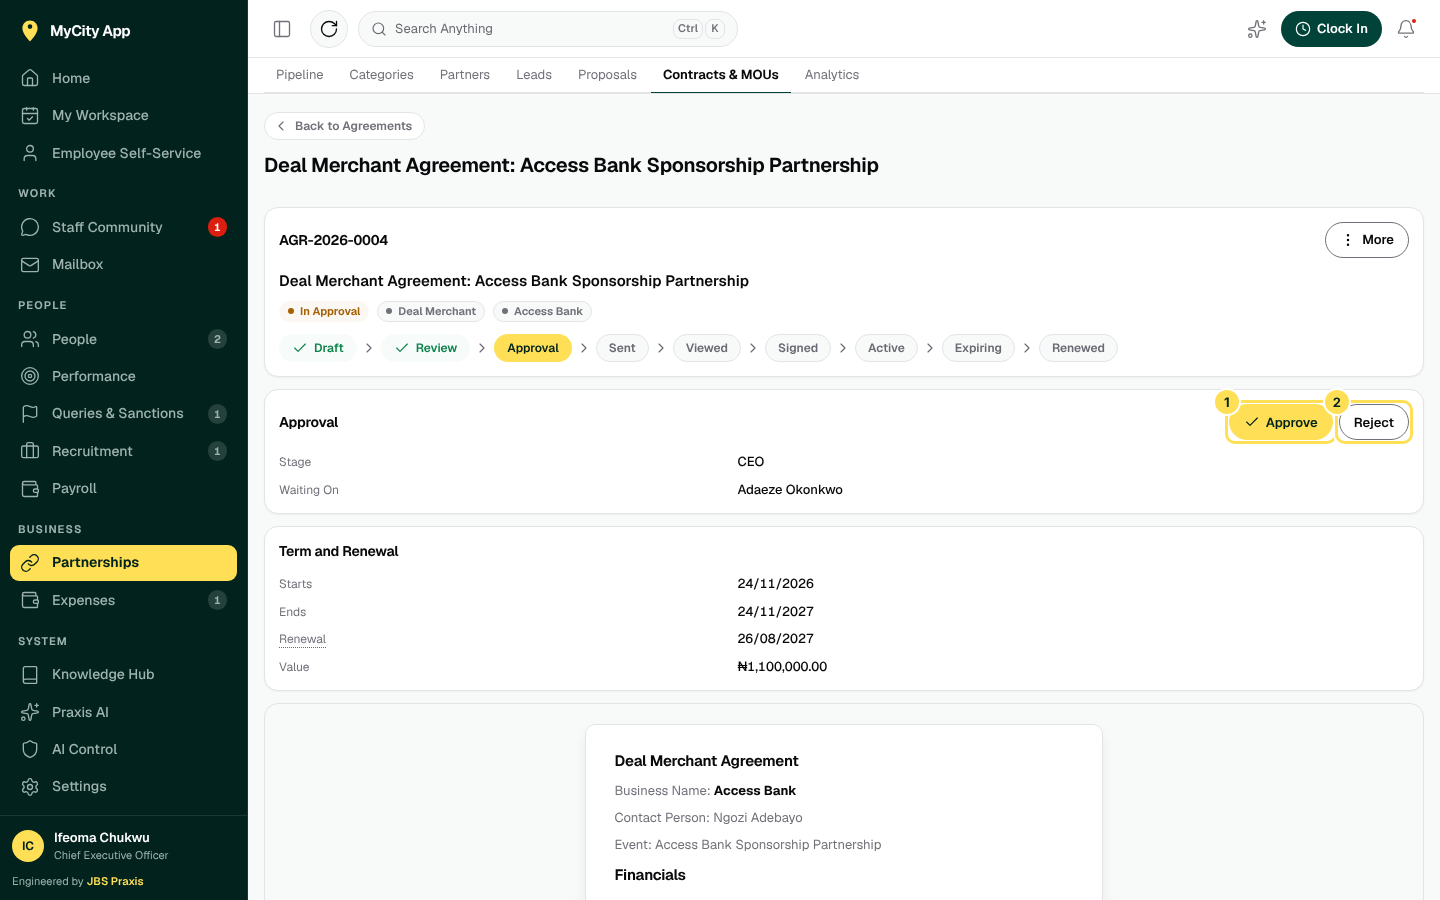 MyCity App
Home
My Workspace
Employee Self-Service
WORK
Staff Community 1
Mailbox
PEOPLE
People 2
Performance
Queries & Sanctions 1
Recruitment 1
Payroll
BUSINESS
Partnerships
Expenses 1
SYSTEM
Knowledge Hub
Praxis AI
AI Control
Settings
IC
Ifeoma Chukwu
Chief Executive Officer
Engineered by JBS Praxis
Search Anything Ctrl K
Clock In
Pipeline Categories Partners Leads Proposals Contracts & MOUs Analytics
Back to Agreements
Deal Merchant Agreement: Access Bank Sponsorship Partnership
AGR-2026-0004
More
Deal Merchant Agreement: Access Bank Sponsorship Partnership
In Approval Deal Merchant Access Bank
Draft Review Approval Sent Viewed Signed Active Expiring Renewed
Approval
1 Approve 2 Reject
Stage CEO
Waiting On Adaeze Okonkwo
Term and Renewal
Starts 24/11/2026
Ends 24/11/2027
Renewal 26/08/2027
Value ₦1,100,000.00
Deal Merchant Agreement
Business Name: Access Bank
Contact Person: Ngozi Adebayo
Event: Access Bank Sponsorship Partnership
Financials